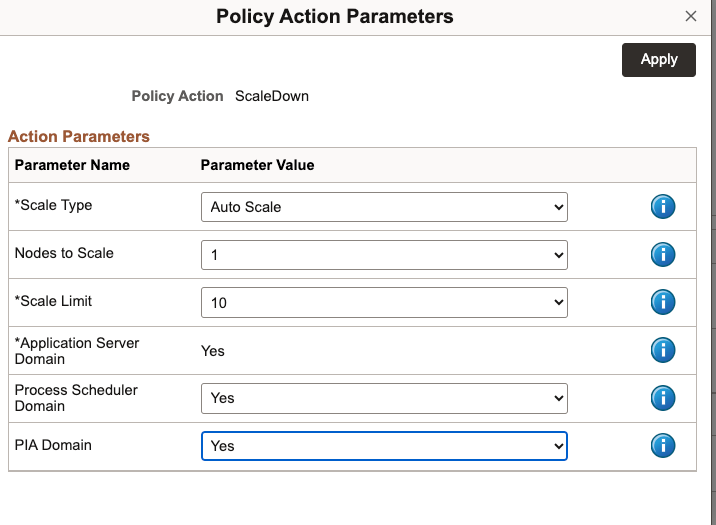 Policy Action Parameters
Apply
Policy Action ScaleDown
Action Parameters
Parameter Name Parameter Value
*Scale Type Auto Scale
Nodes to Scale 1
*Scale Limit 10
*Application Server
Domain
Yes
Process Scheduler
Domain
Yes
PIA Domain Yes